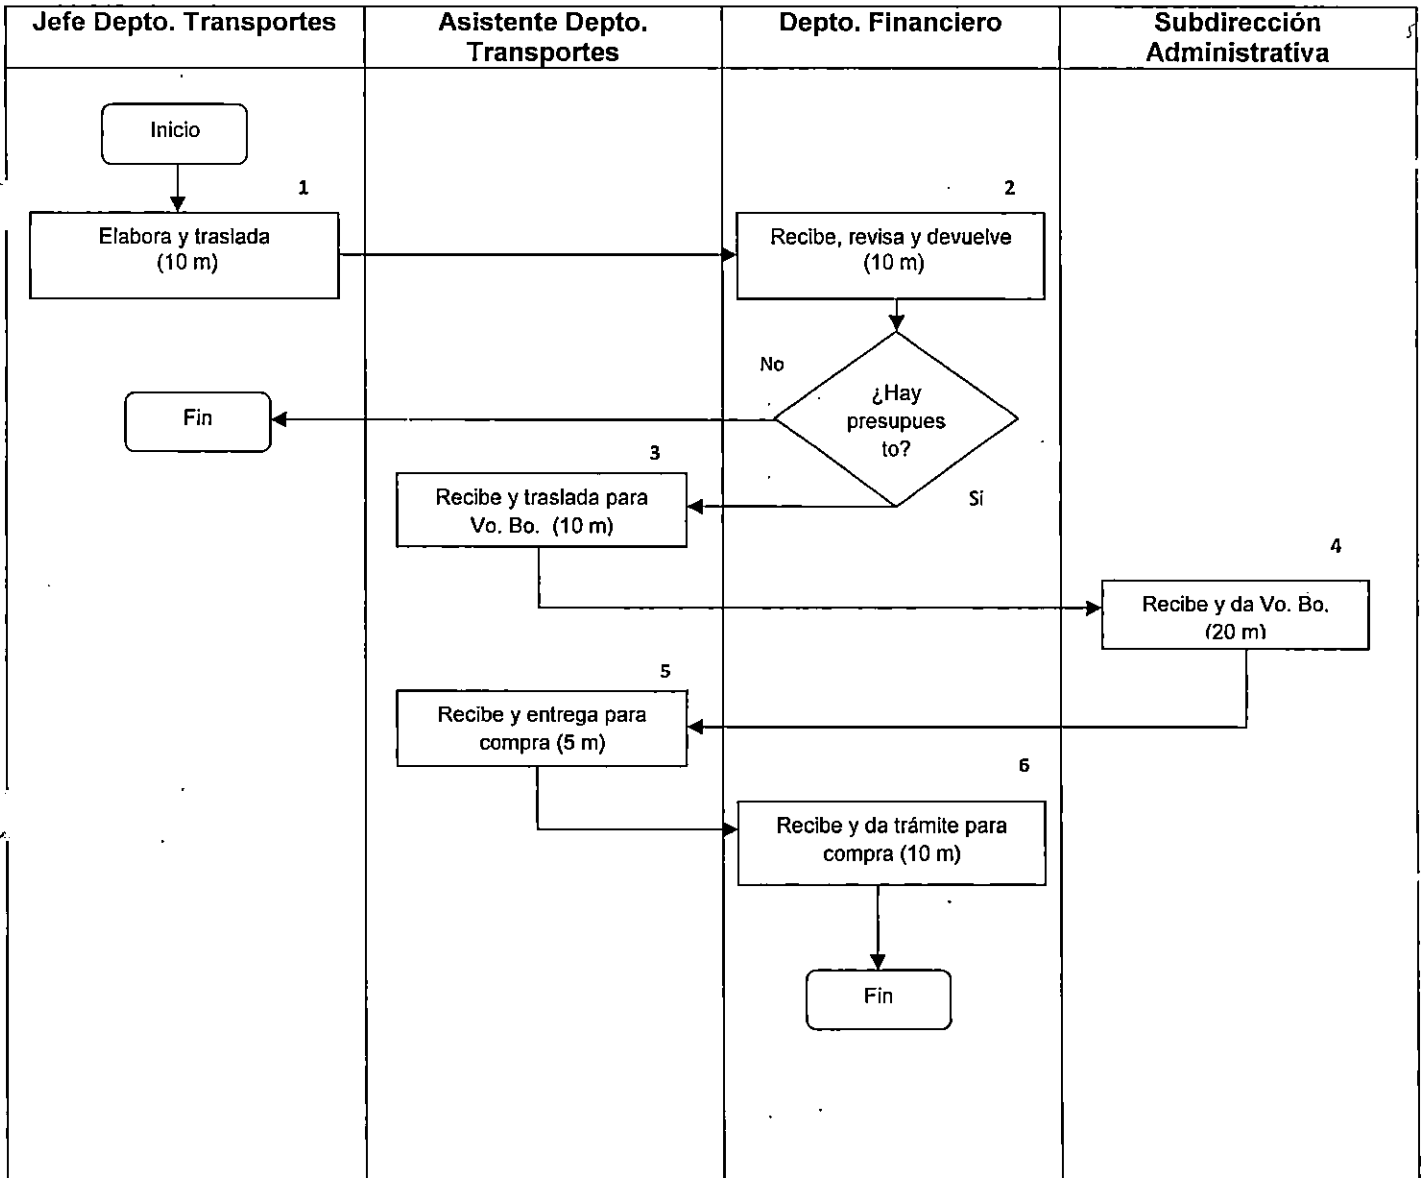 Jefe Depto. Transportes
Asistente Depto.
Transportes
Depto. Financiero
Subdirección
Administrativa
Inicio
1
Elabora y traslada
(10 m)
2
Recibe, revisa y devuelve
(10 m)
No
¿Hay
presupues
to?
Sí
Fin
3
Recibe y traslada para
Vo. Bo. (10 m)
4
Recibe y da Vo. Bo.
(20 m)
5
Recibe y entrega para
compra (5 m)
6
Recibe y da trámite para
compra (10 m)
Fin